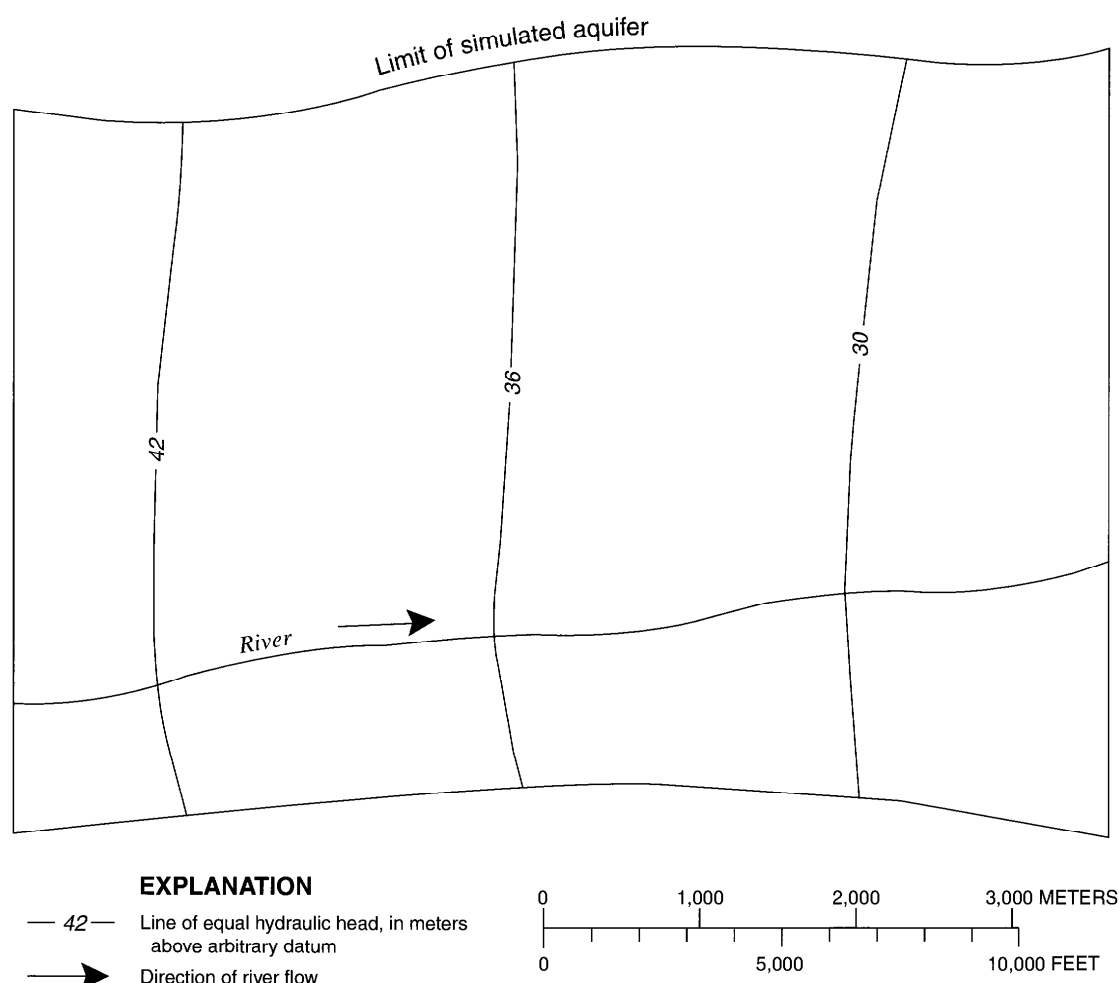 Limit of simulated aquifer
30
36
42
River
EXPLANATION
42
Line of equal hydraulic head, in meters
above arbitrary datum
Direction of river flow
0 1,000 2,000 3,000 METERS
0 5,000 10,000 FEET